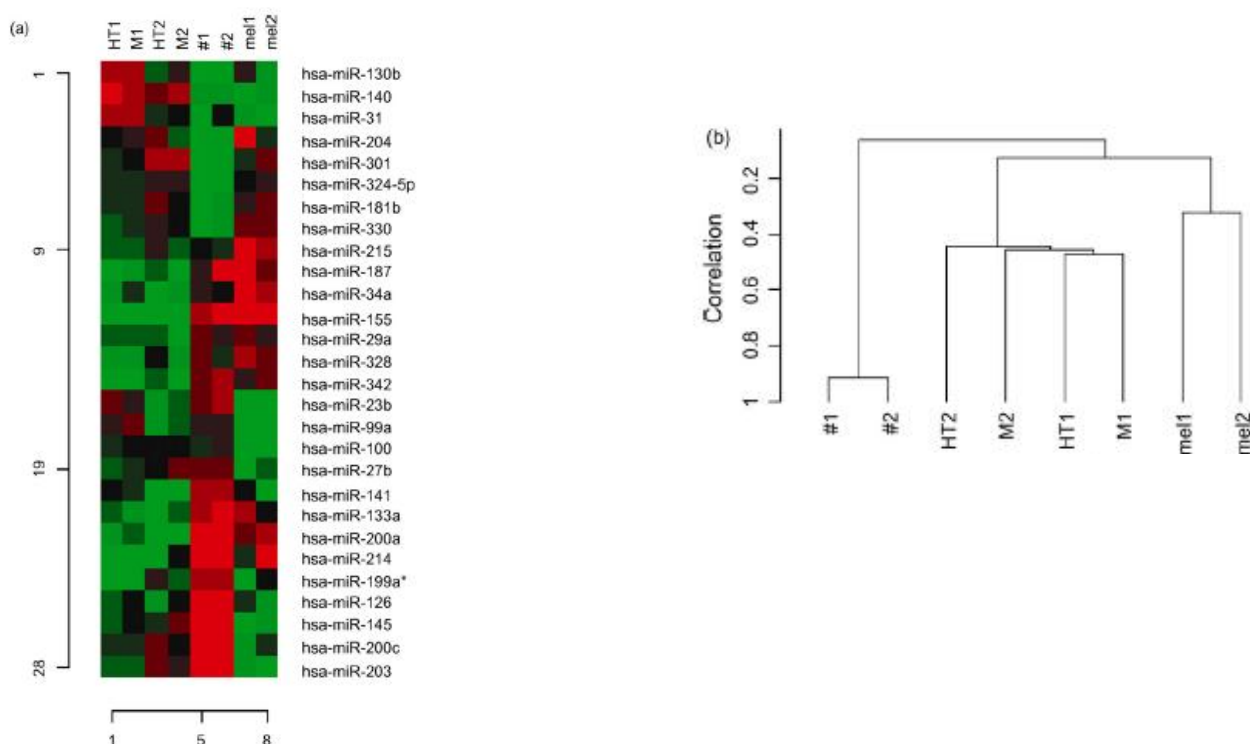 (a)
HT1 M1 HT2 M2 #1 #2 mel1 mel2
1
9
19
28
hsa-miR-130b
hsa-miR-140
hsa-miR-31
hsa-miR-204
hsa-miR-301
hsa-miR-324-5p
hsa-miR-181b
hsa-miR-330
hsa-miR-215
hsa-miR-187
hsa-miR-34a
hsa-miR-155
hsa-miR-29a
hsa-miR-328
hsa-miR-342
hsa-miR-23b
hsa-miR-99a
hsa-miR-100
hsa-miR-27b
hsa-miR-141
hsa-miR-133a
hsa-miR-200a
hsa-miR-214
hsa-miR-199a*
hsa-miR-126
hsa-miR-145
hsa-miR-200c
hsa-miR-203
1 5 8
(b)
Correlation
0.2
0.4
0.6
0.8
1
#1 #2 HT2 M2 HT1 M1 mel1 mel2